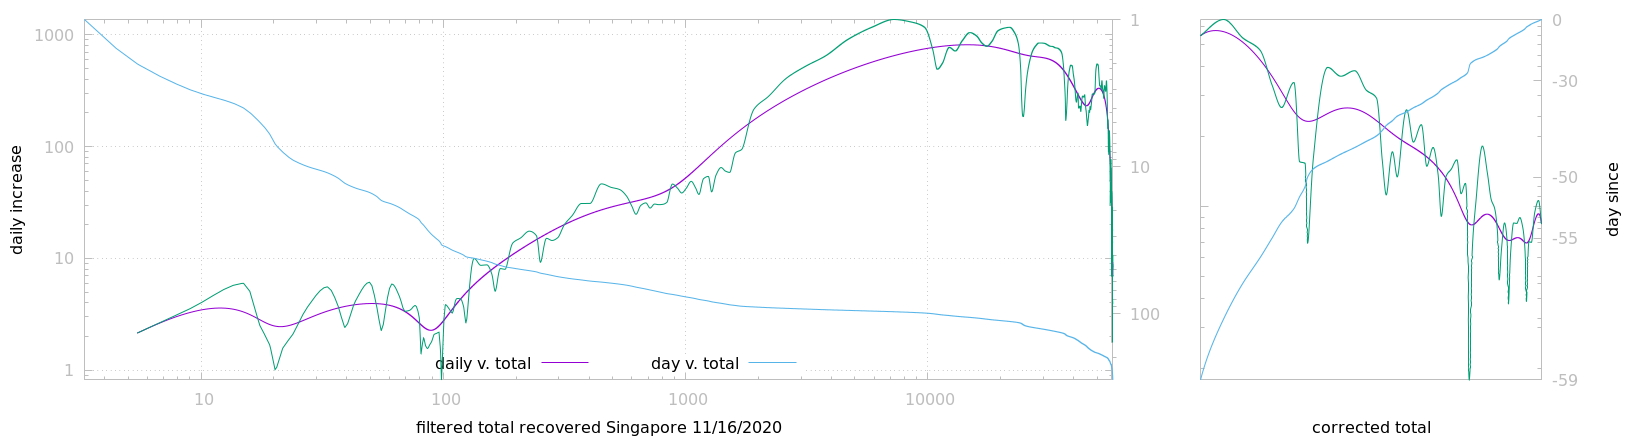 1000
100
10
1
daily increase
10
100
1000
10000
filtered total recovered Singapore 11/16/2020
daily v. total
day v. total
1
10
100
0
-30
-50
-55
-59
day since
corrected total